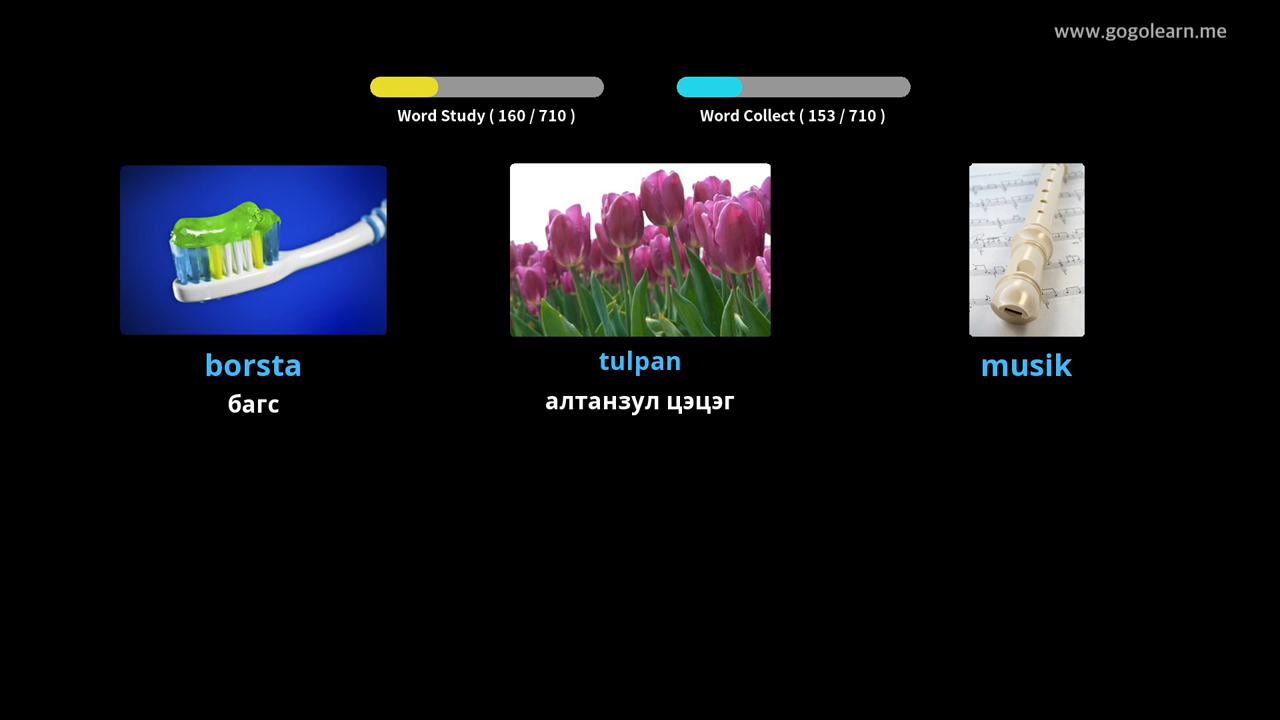 www.gogolearn.me
Word Study ( 160 / 710 )
Word Collect ( 153 / 710 )
borsta
багс
tulpan
алтанзул цэцэг
musik